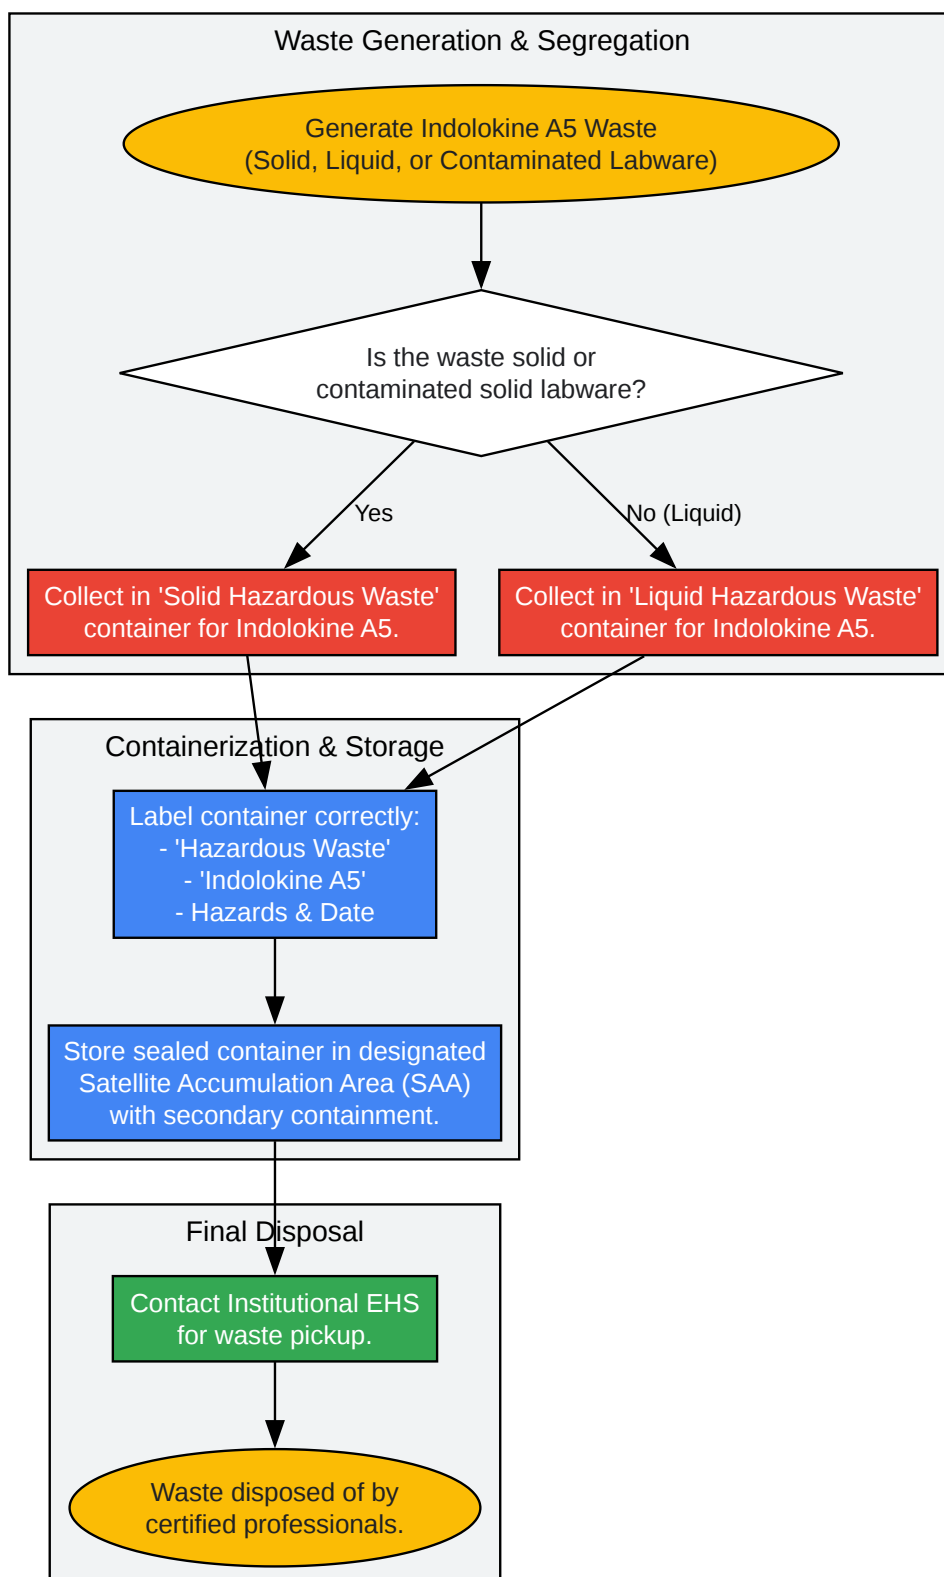 Waste Generation & Segregation
Generate Indolokine A5 Waste
(Solid, Liquid, or Contaminated Labware)
Is the waste solid or
contaminated solid labware?
Yes
No (Liquid)
Collect in 'Solid Hazardous Waste'
container for Indolokine A5.
Collect in 'Liquid Hazardous Waste'
container for Indolokine A5.
Containerization & Storage
Label container correctly:
- 'Hazardous Waste'
- 'Indolokine A5'
- Hazards & Date
Store sealed container in designated
Satellite Accumulation Area (SAA)
with secondary containment.
Final Disposal
Contact Institutional EHS
for waste pickup.
Waste disposed of by
certified professionals.